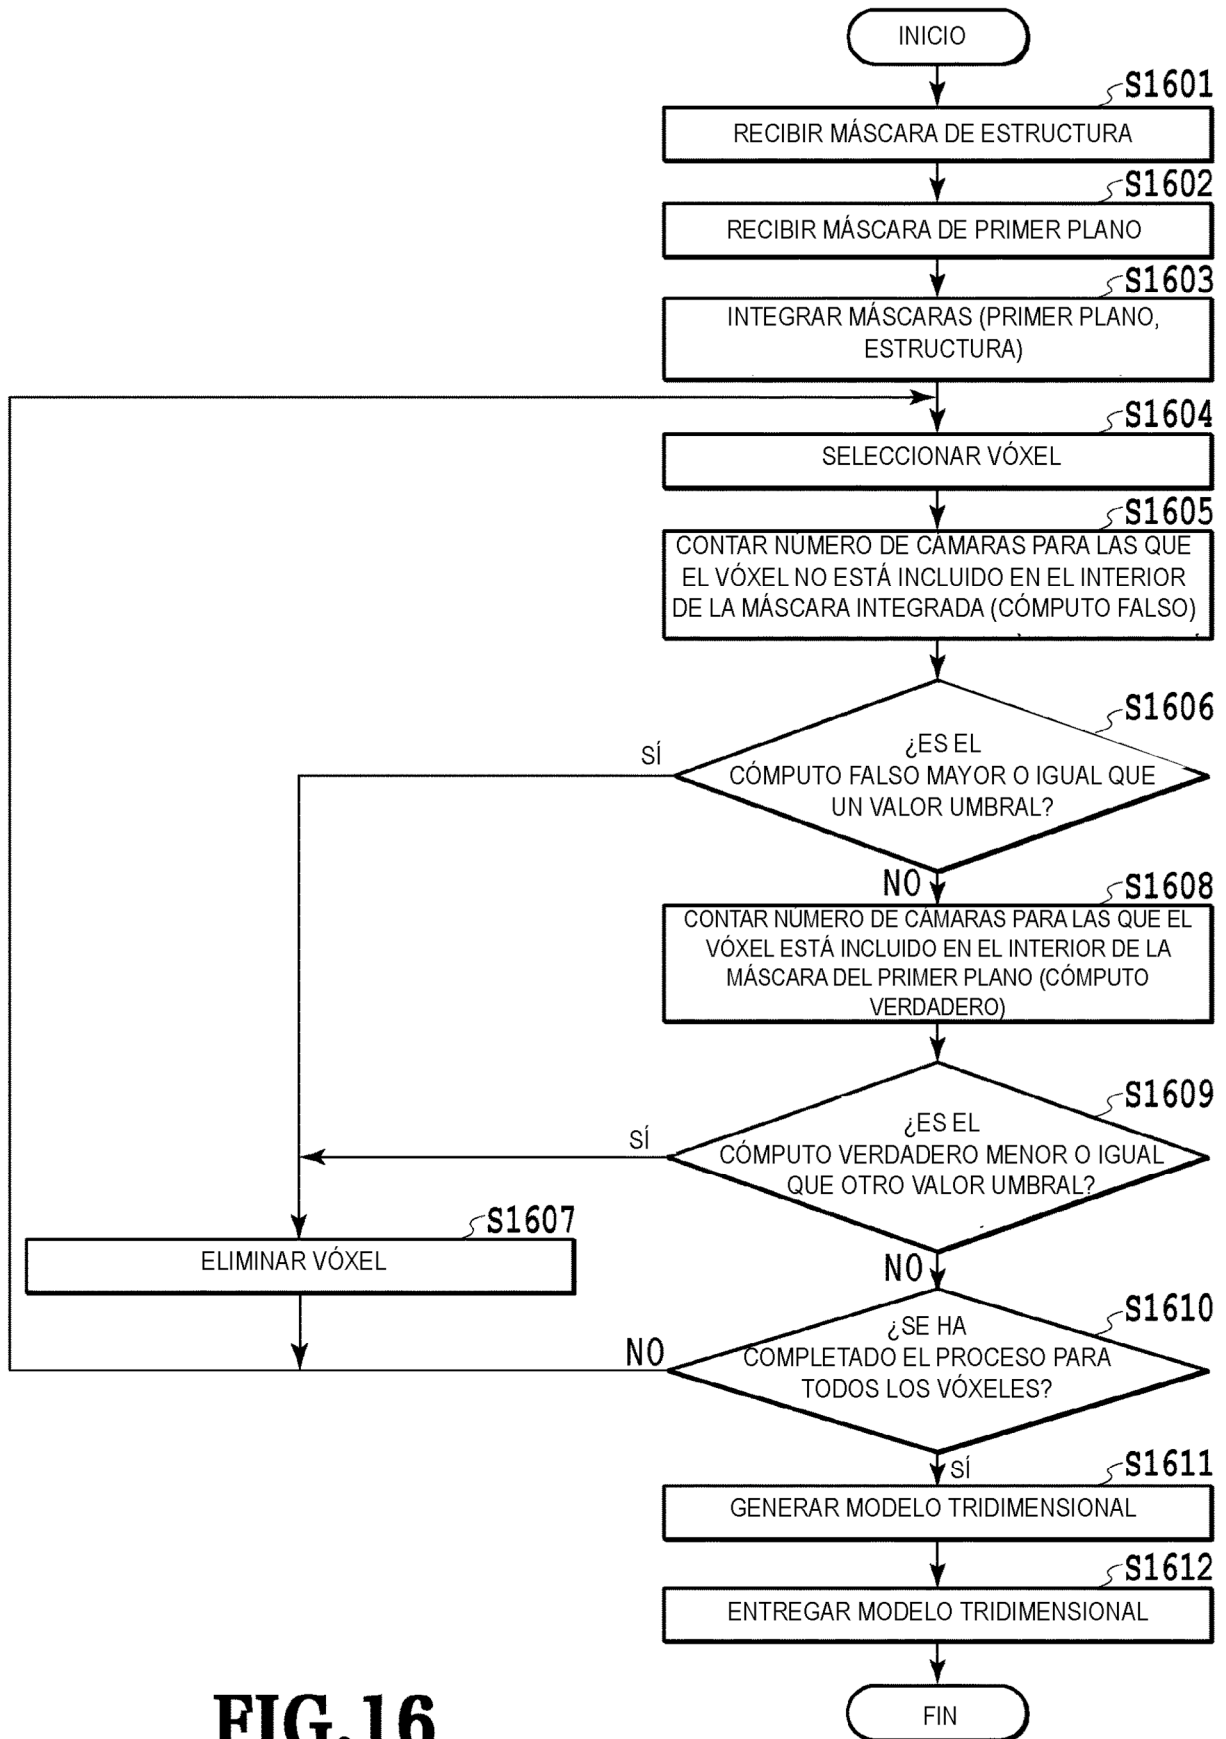 INICIO
S1601
RECIBIR MÁSCARA DE ESTRUCTURA
S1602
RECIBIR MÁSCARA DE PRIMER PLANO
S1603
INTEGRAR MÁSCARAS (PRIMER PLANO,
ESTRUCTURA)
S1604
SELECCIONAR VÓXEL
S1605
CONTAR NÚMERO DE CÁMARAS PARA LAS QUE
EL VÓXEL NO ESTÁ INCLUIDO EN EL INTERIOR
DE LA MÁSCARA INTEGRADA (CÓMPUTO FALSO)
S1606
SÍ
¿ES EL
CÓMPUTO FALSO MAYOR O IGUAL QUE
UN VALOR UMBRAL?
NO
S1608
CONTAR NÚMERO DE CÁMARAS PARA LAS QUE EL
VÓXEL ESTÁ INCLUIDO EN EL INTERIOR DE LA
MÁSCARA DEL PRIMER PLANO (CÓMPUTO
VERDADERO)
S1609
SÍ
¿ES EL
CÓMPUTO VERDADERO MENOR O IGUAL
QUE OTRO VALOR UMBRAL?
S1607
ELIMINAR VÓXEL
NO
S1610
NO
¿SE HA
COMPLETADO EL PROCESO PARA
TODOS LOS VÓXELES?
SÍ
S1611
GENERAR MODELO TRIDIMENSIONAL
S1612
ENTREGAR MODELO TRIDIMENSIONAL
FIN
FIG.16